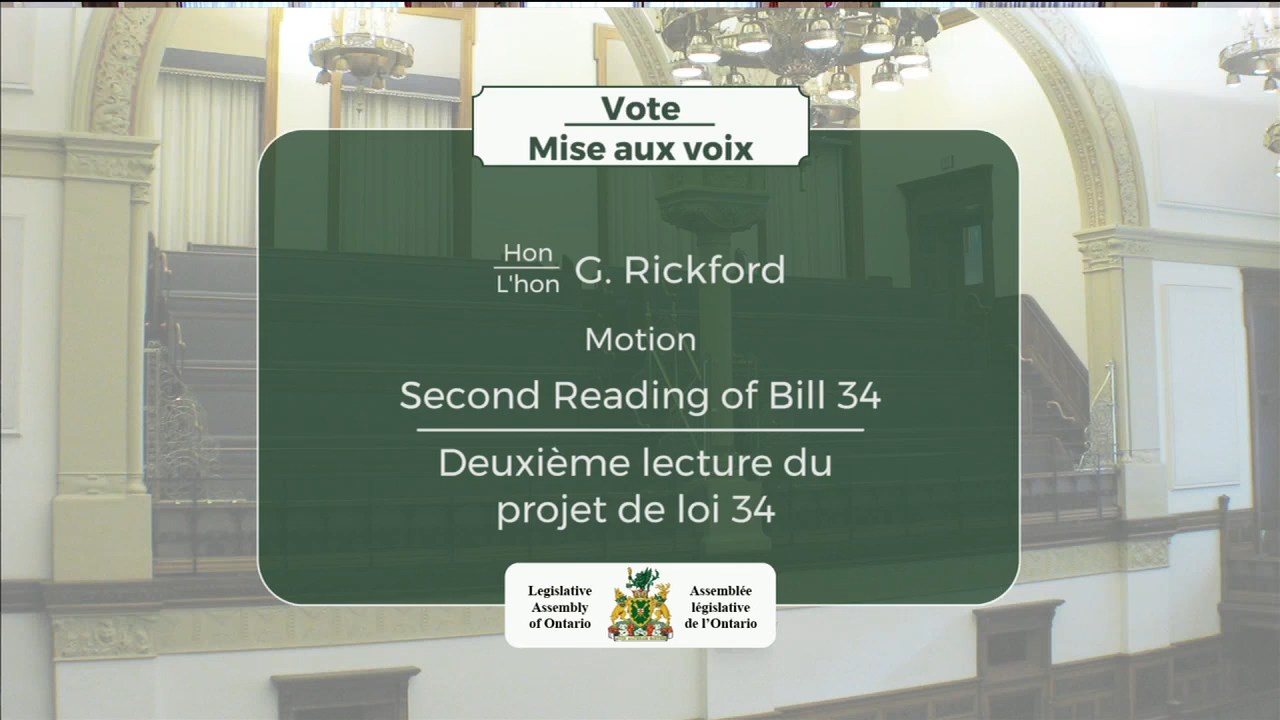 Vote
Mise aux voix
Hon
L'hon
G. Rickford
Motion
Second Reading of Bill 34
Deuxième lecture du
projet de loi 34
Legislative
Assembly
of Ontario
Assemblée
législative
de l'Ontario